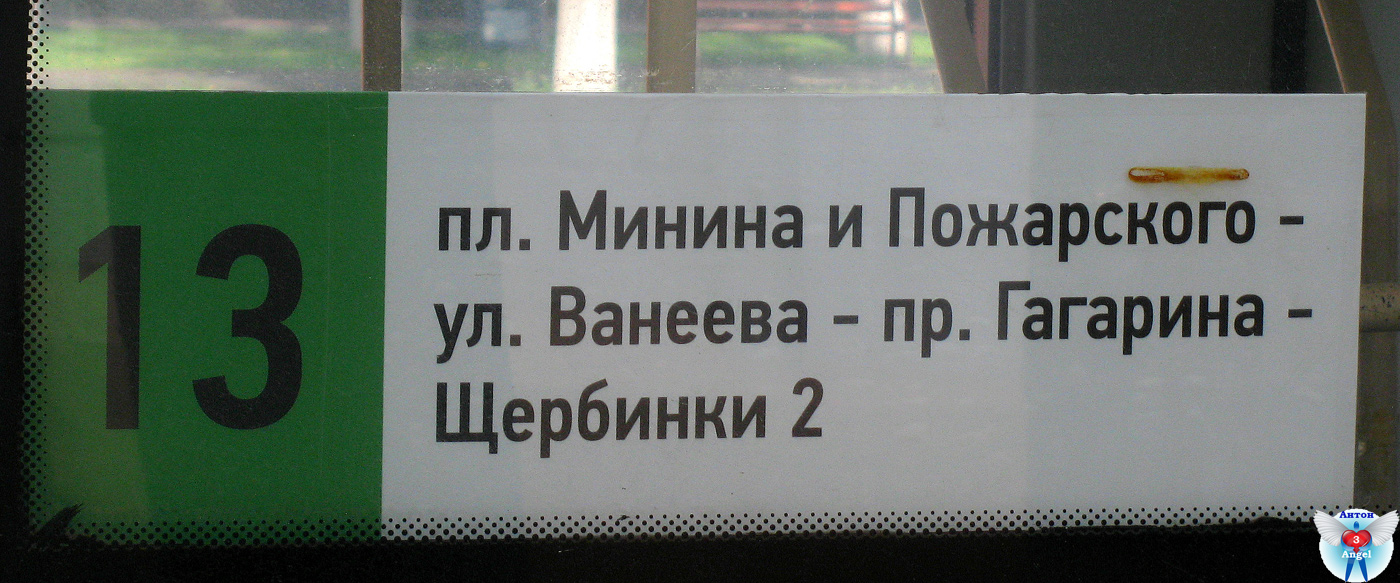 13
пл. Минина и Пожарского –
ул. Ванеева – пр. Гагарина –
Щербинки 2
Антон
3
Angel